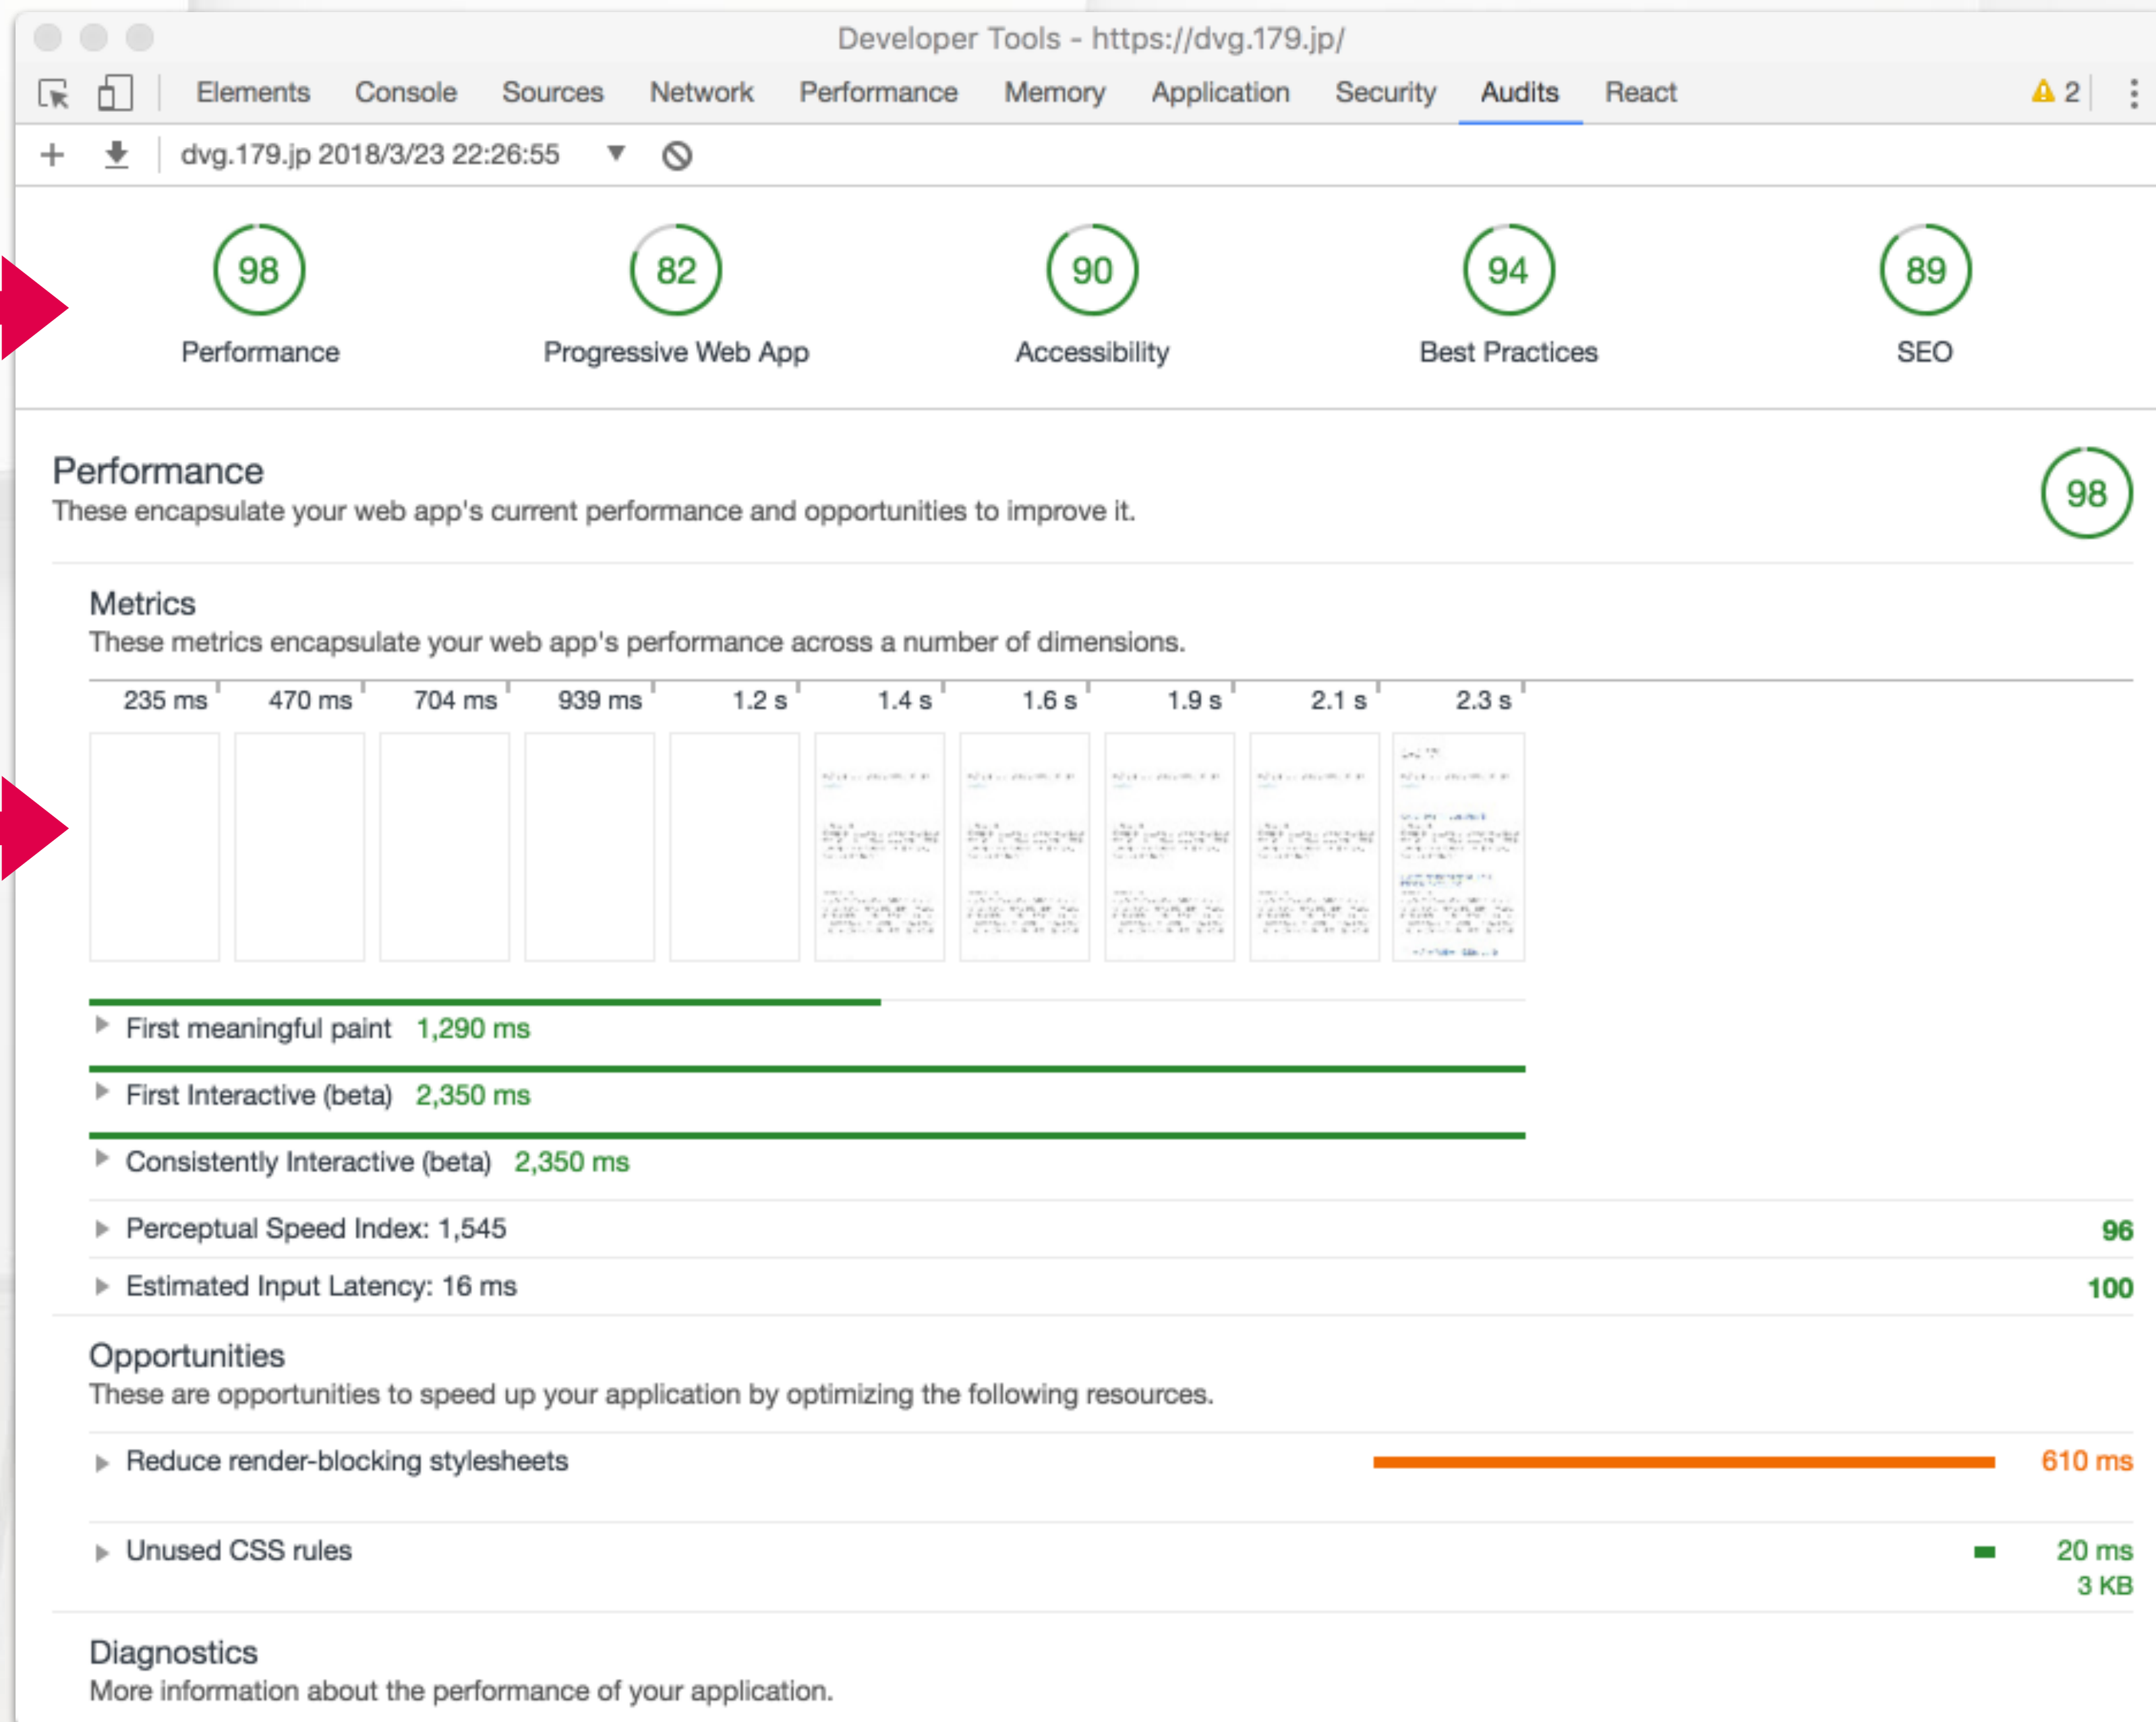 Developer Tools - https://dvg.179.jp/
Elements Console Sources Network Performance Memory Application Security Audits React 2
dvg.179.jp 2018/3/23 22:26:55
98 82 90 94 89
Performance Progressive Web App Accessibility Best Practices SEO
Performance
These encapsulate your web app's current performance and opportunities to improve it.
98
Metrics
These metrics encapsulate your web app's performance across a number of dimensions.
235 ms 470 ms 704 ms 939 ms 1.2 s 1.4 s 1.6 s 1.9 s 2.1 s 2.3 s
First meaningful paint 1,290 ms
First Interactive (beta) 2,350 ms
Consistently Interactive (beta) 2,350 ms
Perceptual Speed Index: 1,545 96
Estimated Input Latency: 16 ms 100
Opportunities
These are opportunities to speed up your application by optimizing the following resources.
Reduce render-blocking stylesheets 610 ms
Unused CSS rules 20 ms
3 KB
Diagnostics
More information about the performance of your application.